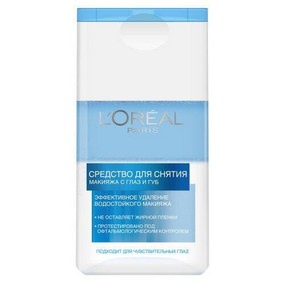 L'ORÉAL
PARIS
СРЕДСТВО ДЛЯ СНЯТИЯ
МАКИЯЖА С ГЛАЗ И ГУБ
ЭФФЕКТИВНОЕ УДАЛЕНИЕ
ВОДОСТОЙКОГО МАКИЯЖА
• НЕ ОСТАВЛЯЕТ ЖИРНОЙ ПЛЕНКИ
• ПРОТЕСТИРОВАНО ПОД
ОФТАЛЬМОЛОГИЧЕСКИМ КОНТРОЛЕМ
ПОДХОДИТ ДЛЯ ЧУВСТВИТЕЛЬНЫХ ГЛАЗ